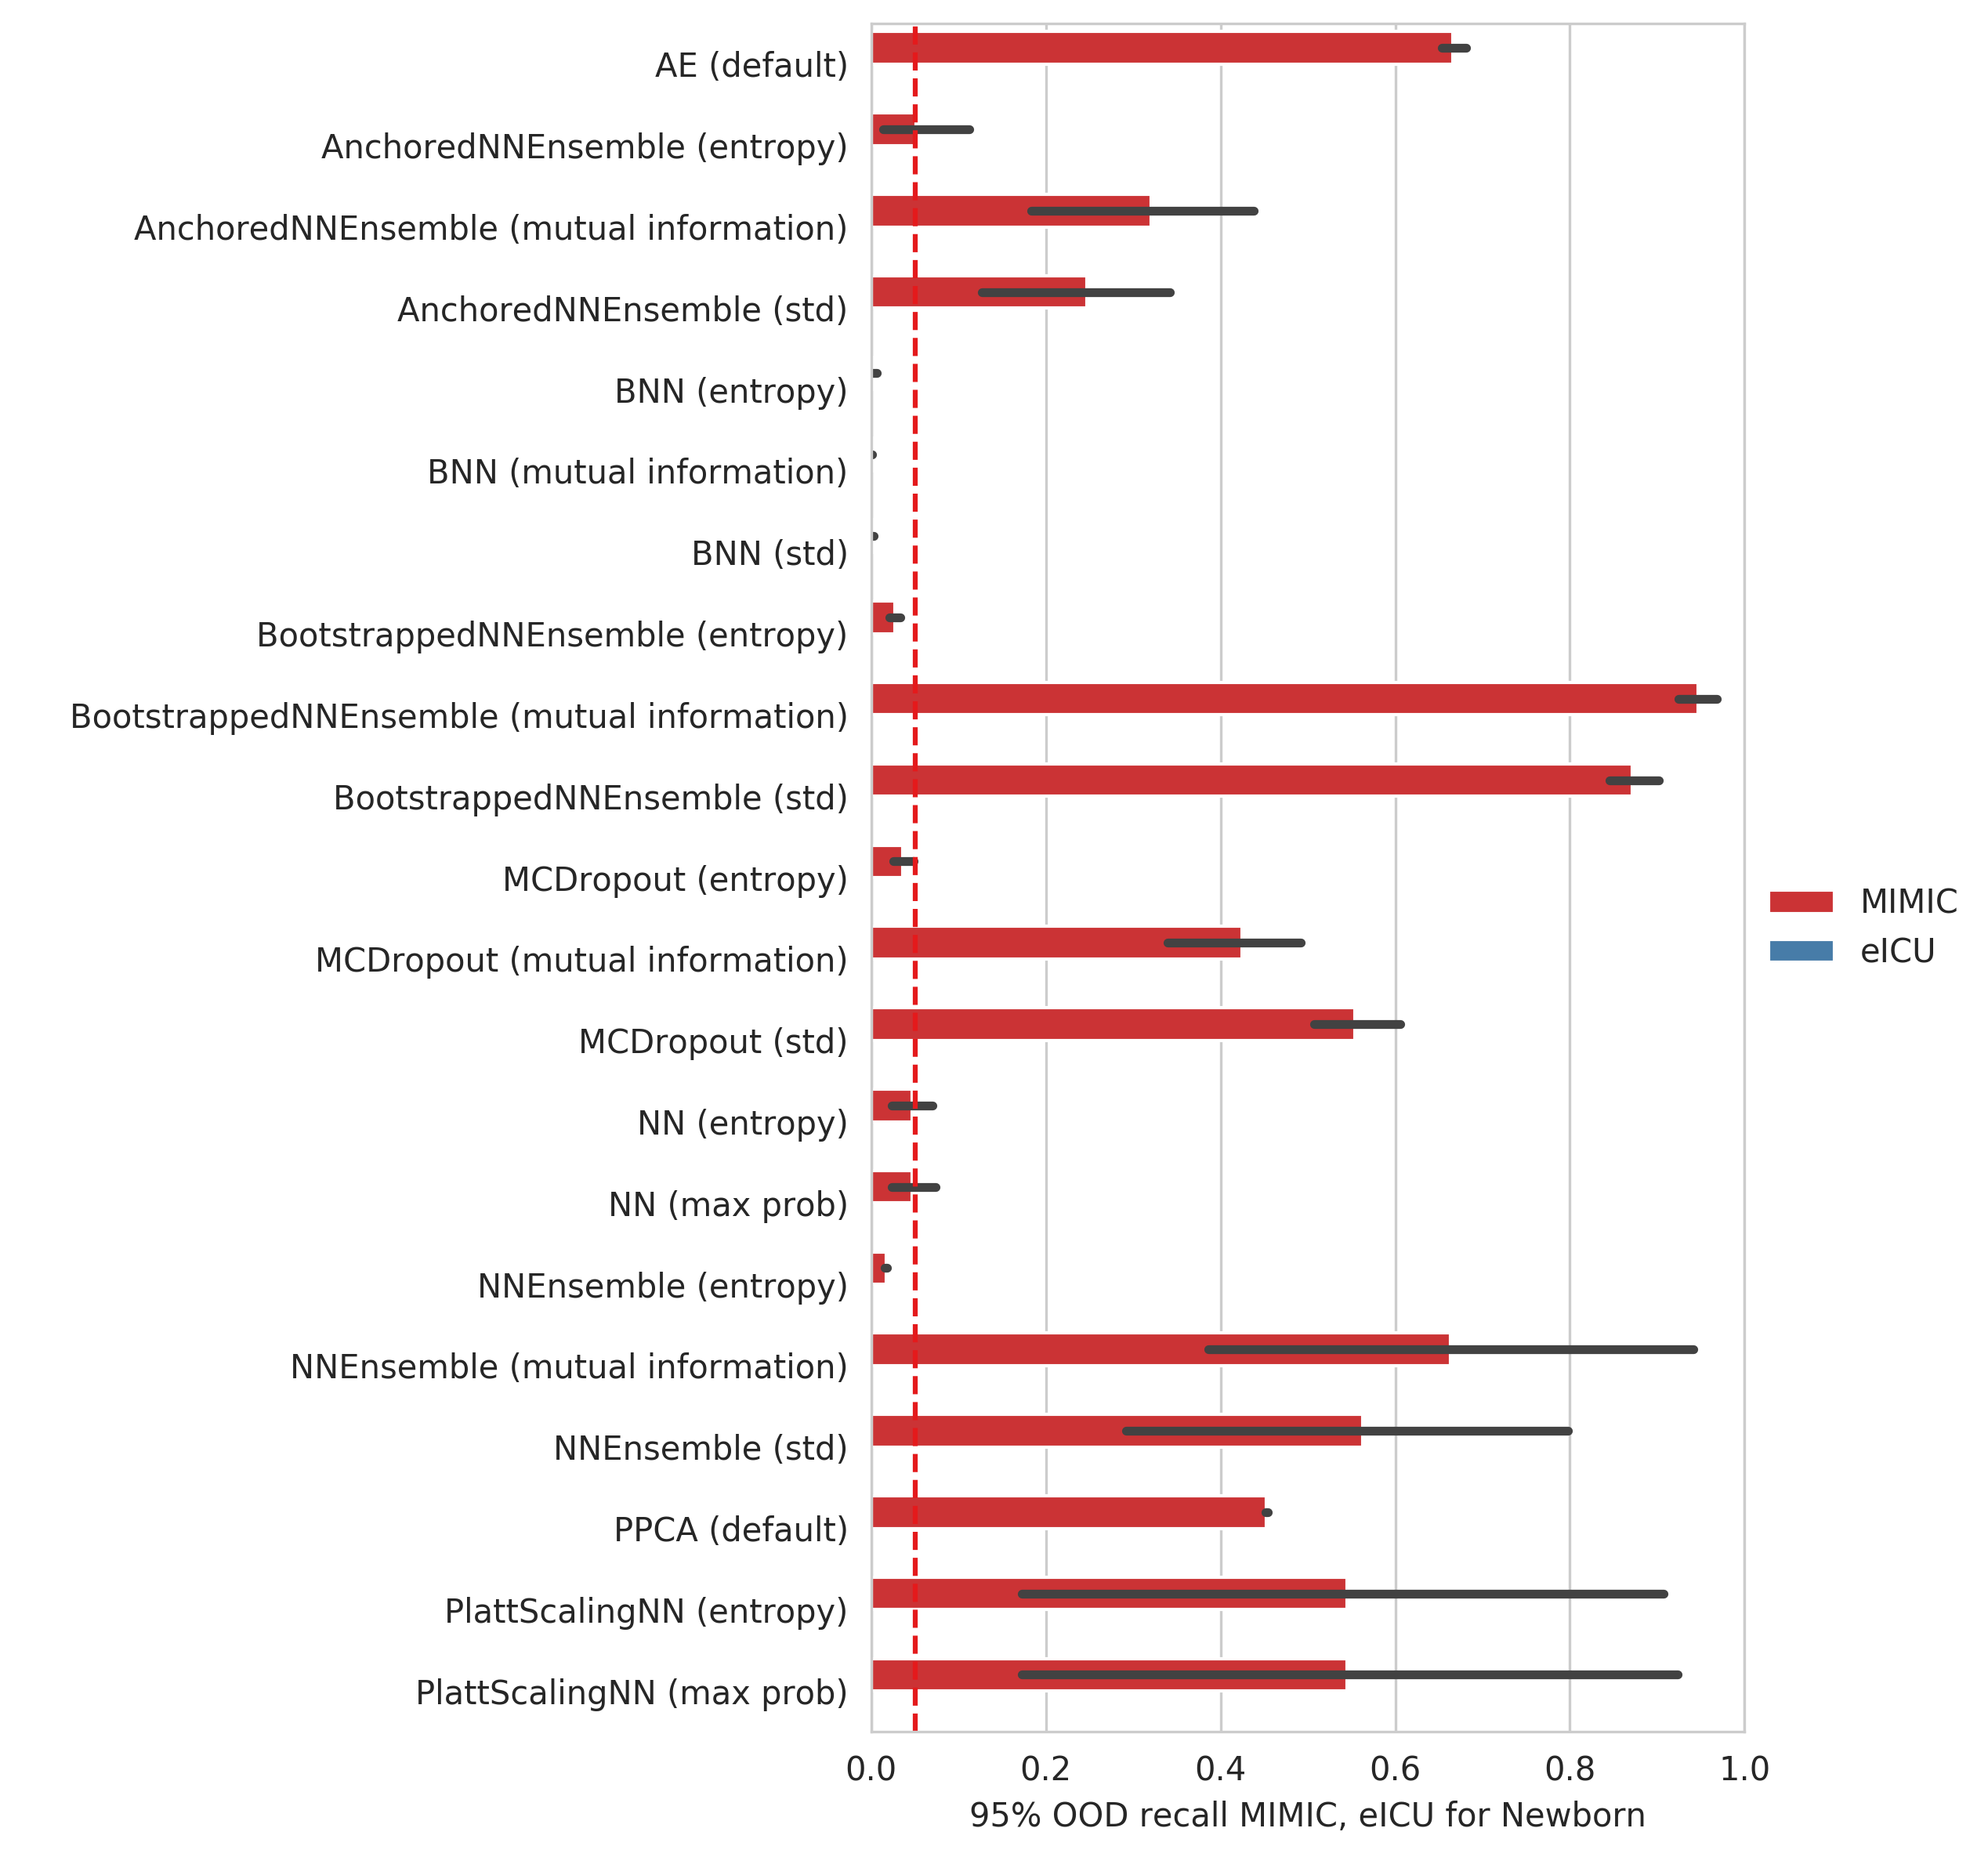 AE (default)
AnchoredNNEnsemble (entropy)
AnchoredNNEnsemble (mutual information)
AnchoredNNEnsemble (std)
BNN (entropy)
BNN (mutual information)
BNN (std)
BootstrappedNNEnsemble (entropy)
BootstrappedNNEnsemble (mutual information)
BootstrappedNNEnsemble (std)
MCDropout (entropy)
MCDropout (mutual information)
MCDropout (std)
NN (entropy)
NN (max prob)
NNEnsemble (entropy)
NNEnsemble (mutual information)
NNEnsemble (std)
PPCA (default)
PlattScalingNN (entropy)
PlattScalingNN (max prob)
MIMIC
eICU
0.0 0.2 0.4 0.6 0.8 1.0
95% OOD recall MIMIC, eICU for Newborn